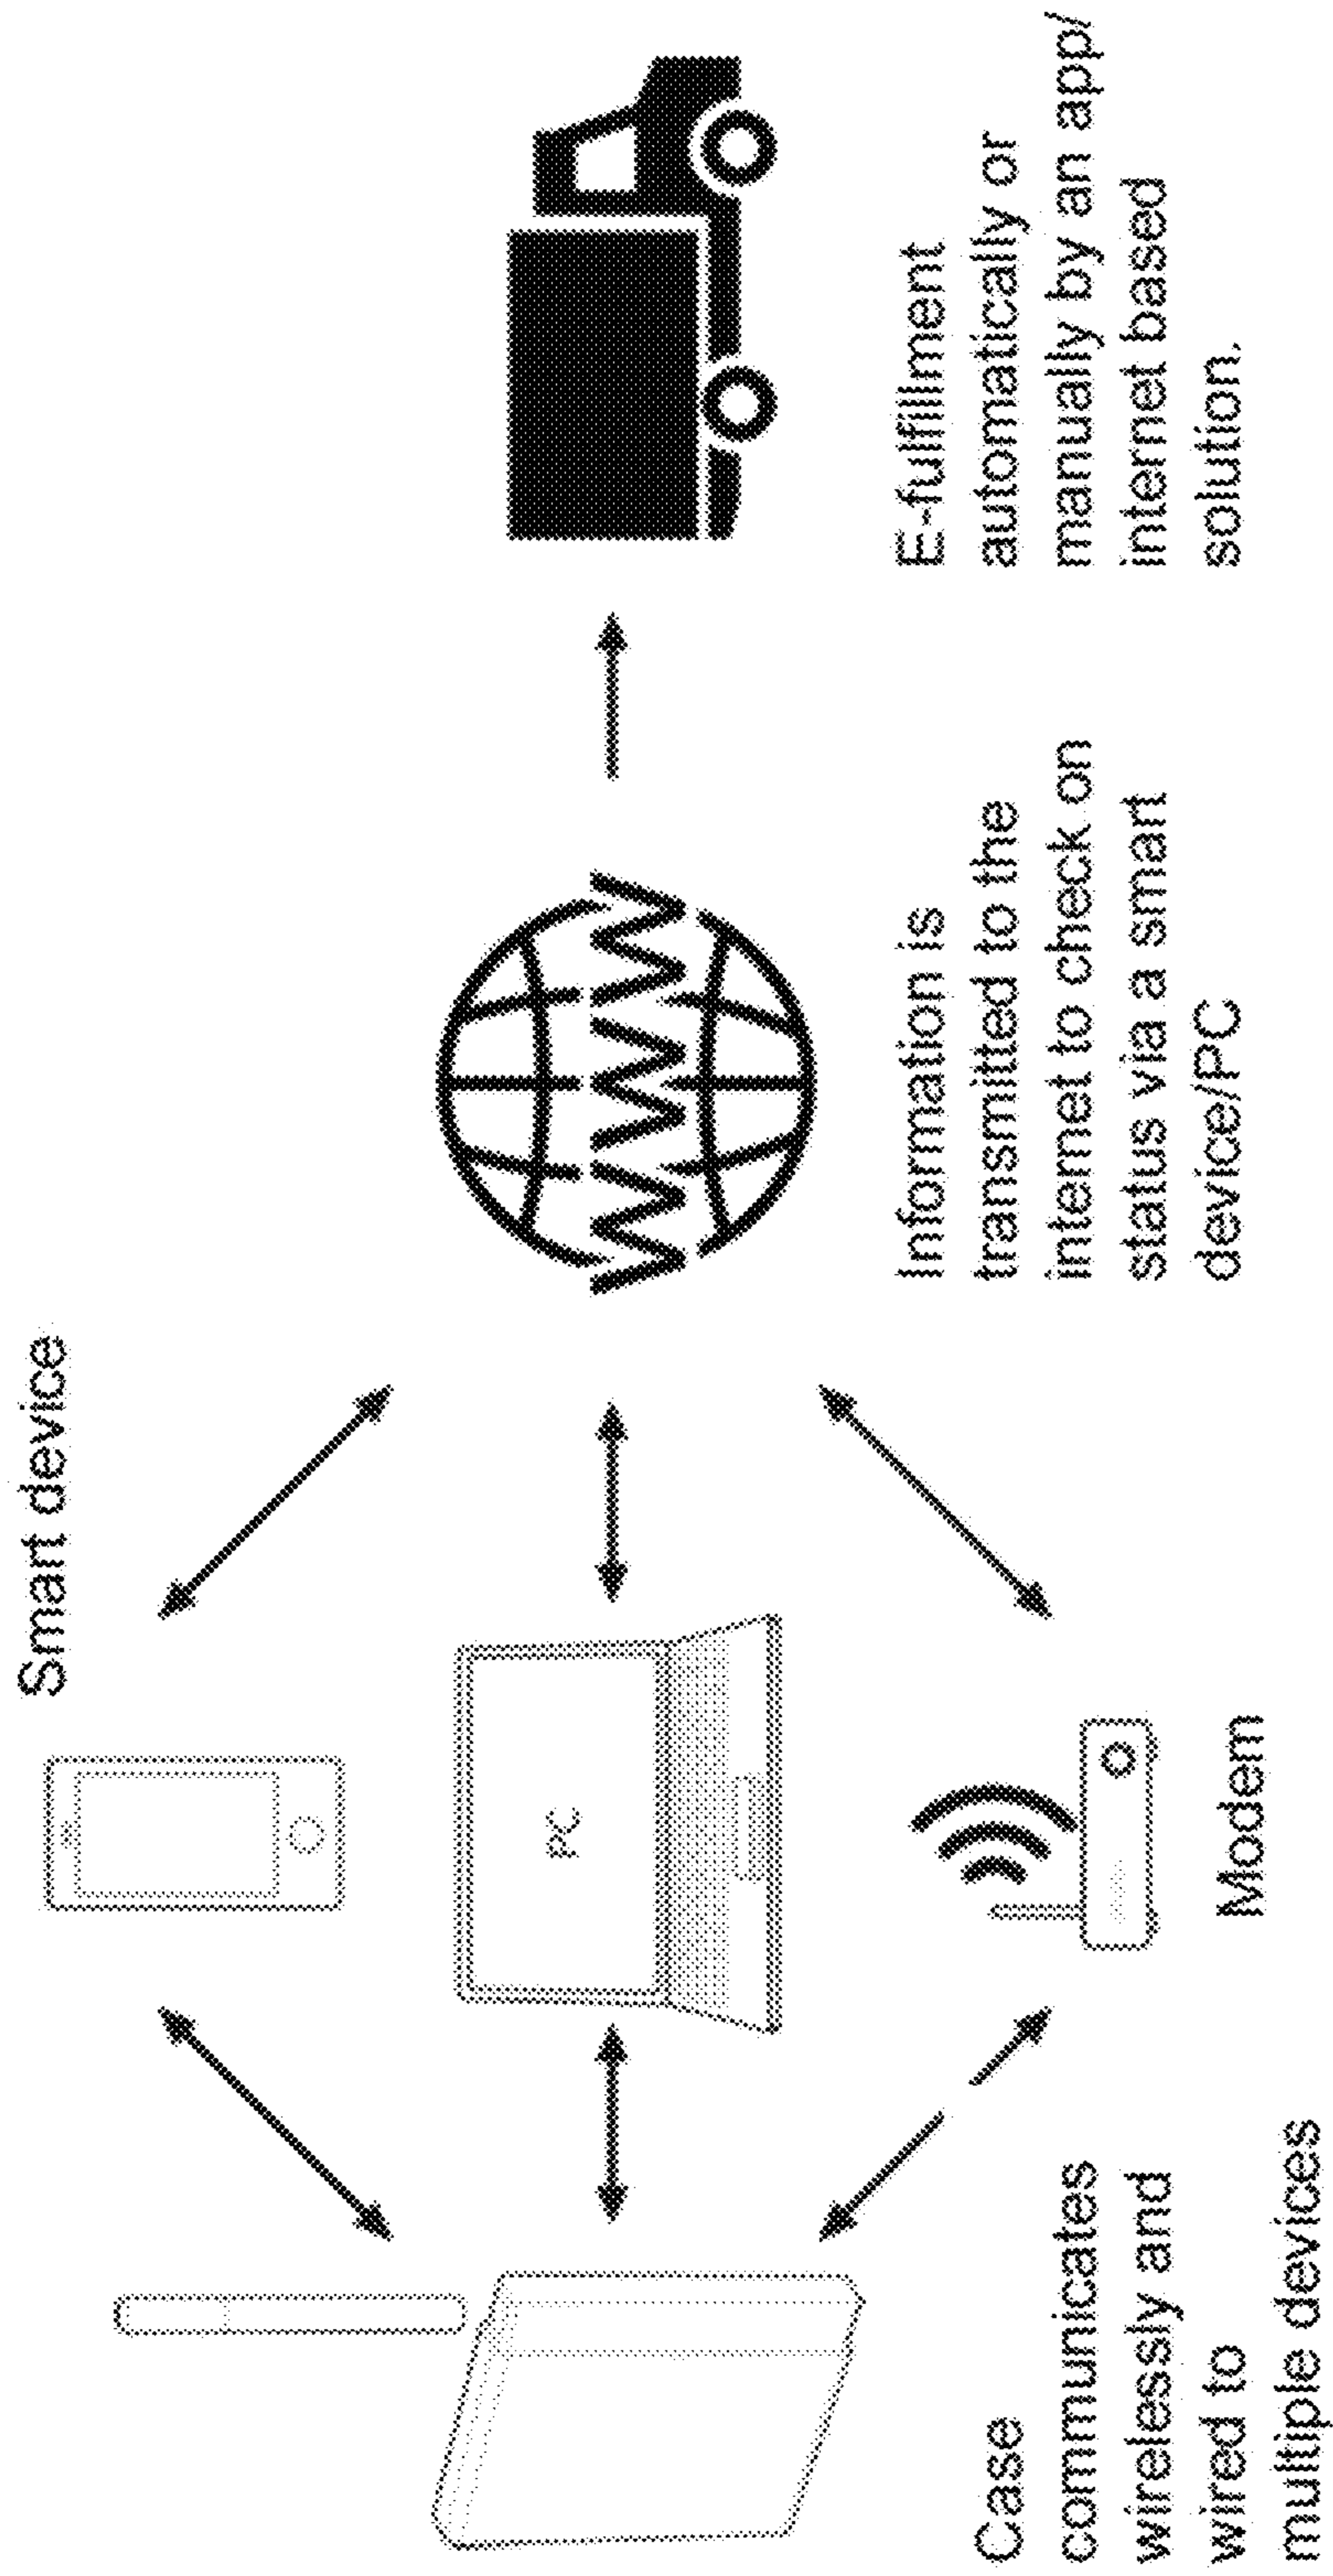 Smart device
PC
Modem
WWW
Case
communicates
wirelessly and
wired to
multiple devices
Information is
transmitted to the
internet to check on
status via a smart
device/PC
E-fulfillment
automatically or
manually by an app/
internet based
solution.